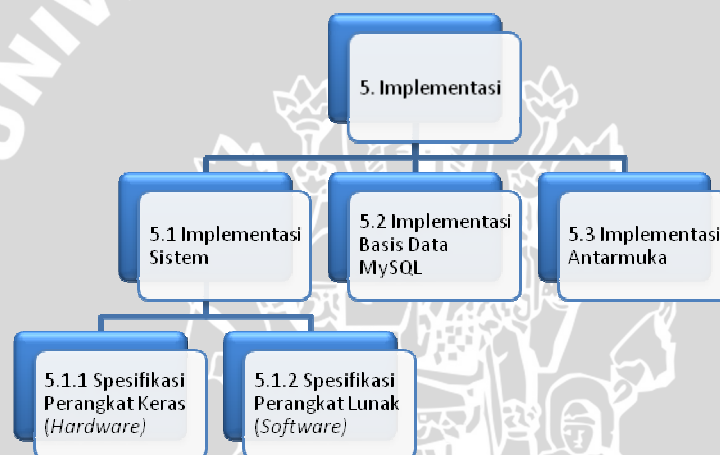 UNIV
5. Implementasi
5.1 Implementasi
Sistem
5.2 Implementasi
Basis Data
MySQL
5.3 Implementasi
Antarmuka
5.1.1 Spesifikasi
Perangkat Keras
(Hardware)
5.1.2 Spesifikasi
Perangkat Lunak
(Software)